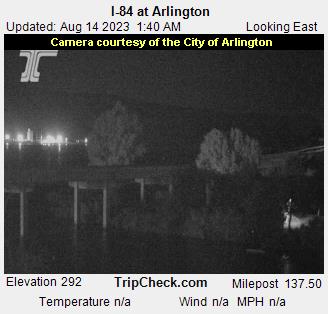 I-84 at Arlington
Updated: Aug 14 2023 1:40 AM Looking East
Camera courtesy of the City of Arlington
Elevation 292 TripCheck.com Milepost 137.50
Temperature n/a Wind n/a MPH n/a